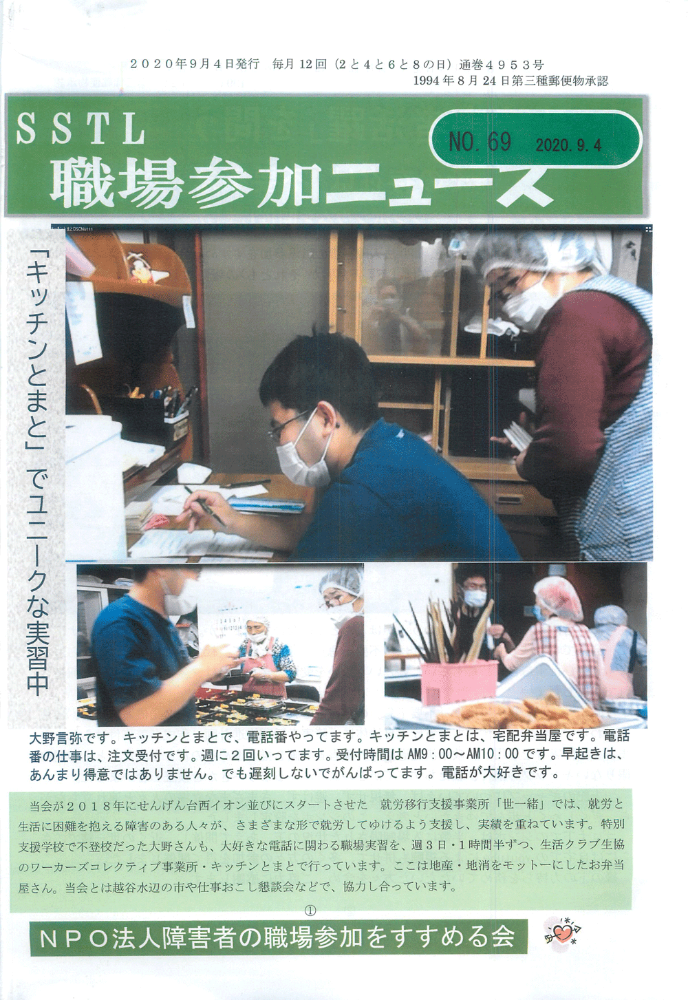 2020年9月4日発行 毎月12回（2と4と6と8の日）通巻4953号
1994年8月24日第三種郵便物承認
SSTL
NO. 69 2020. 9. 4
職場参加ニュース
「キッチンとまと」でユニークな実習中
大野言弥です。キッチンとまとで、電話番やってます。キッチンとまとは、宅配弁当屋です。電話
番の仕事は、注文受付です。週に２回いってます。受付時間はAM9：00～AM10：00です。早起きは、
あんまり得意ではありません。でも遅刻しないでがんばってます。電話が大好きです。
当会が２０１８年にせんげん台西イオン並びにスタートさせた　就労移行支援事業所「世一緒」では、就労と
生活に困難を抱える障害のある人々が、さまざまな形で就労してゆけるよう支援し、実績を重ねています。特別
支援学校で不登校だった大野さんも、大好きな電話に関わる職場実習を、週３日・１時間半ずつ、生活クラブ生協
のワーカーズコレクティブ事業所・キッチンとまとで行っています。ここは地産・地消をモットーにしたお弁当
屋さん。当会とは越谷水辺の市や仕事おこし懇談会などで、協力し合っています。
①
ＮＰＯ法人障害者の職場参加をすすめる会